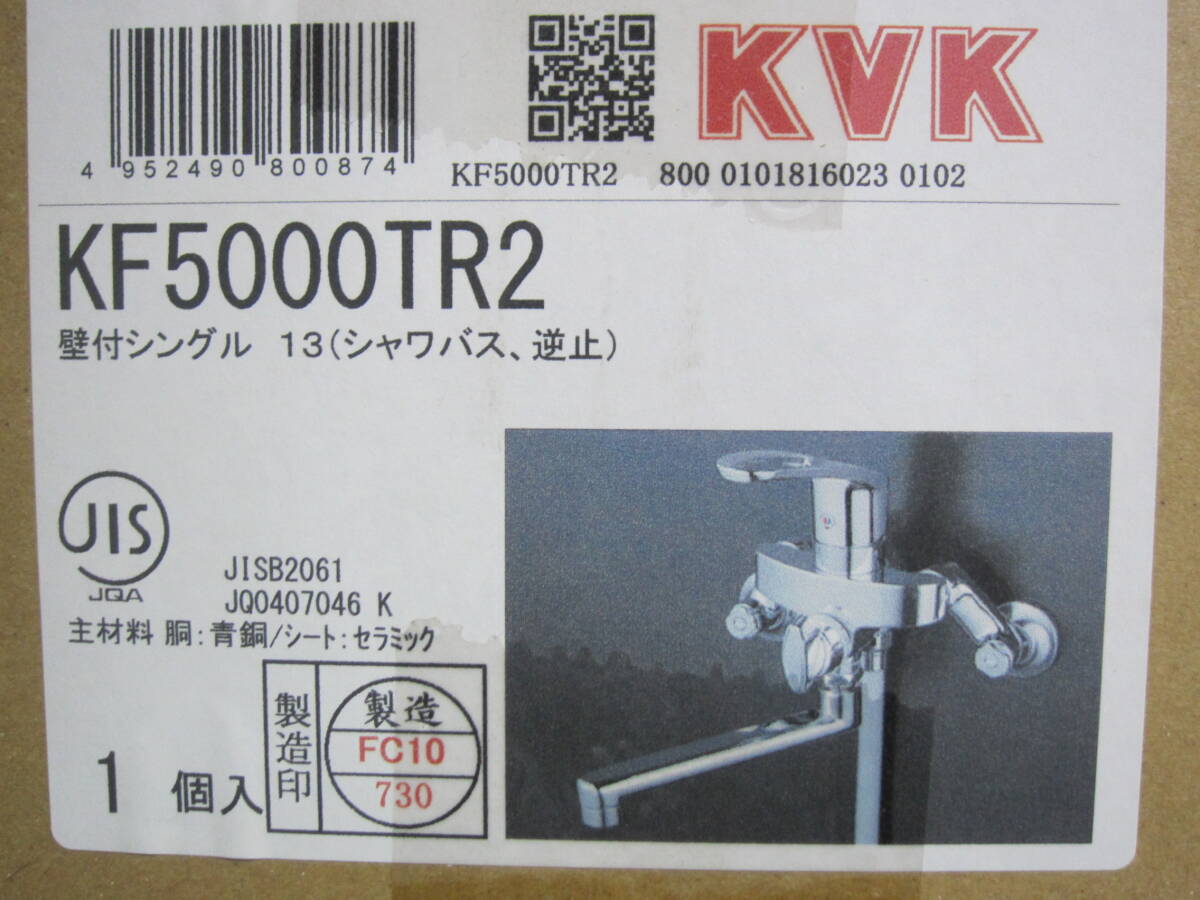 KVK
4 952490 800874
KF5000TR2 800 0101816023 0102
KF5000TR2
壁付シングル 13(シャワバス、逆止)
JIS
JQA
JISB2061
JQ0407046 K
主材料 胴:青銅/シート:セラミック
1 個入
製造印
製造
FC10
730